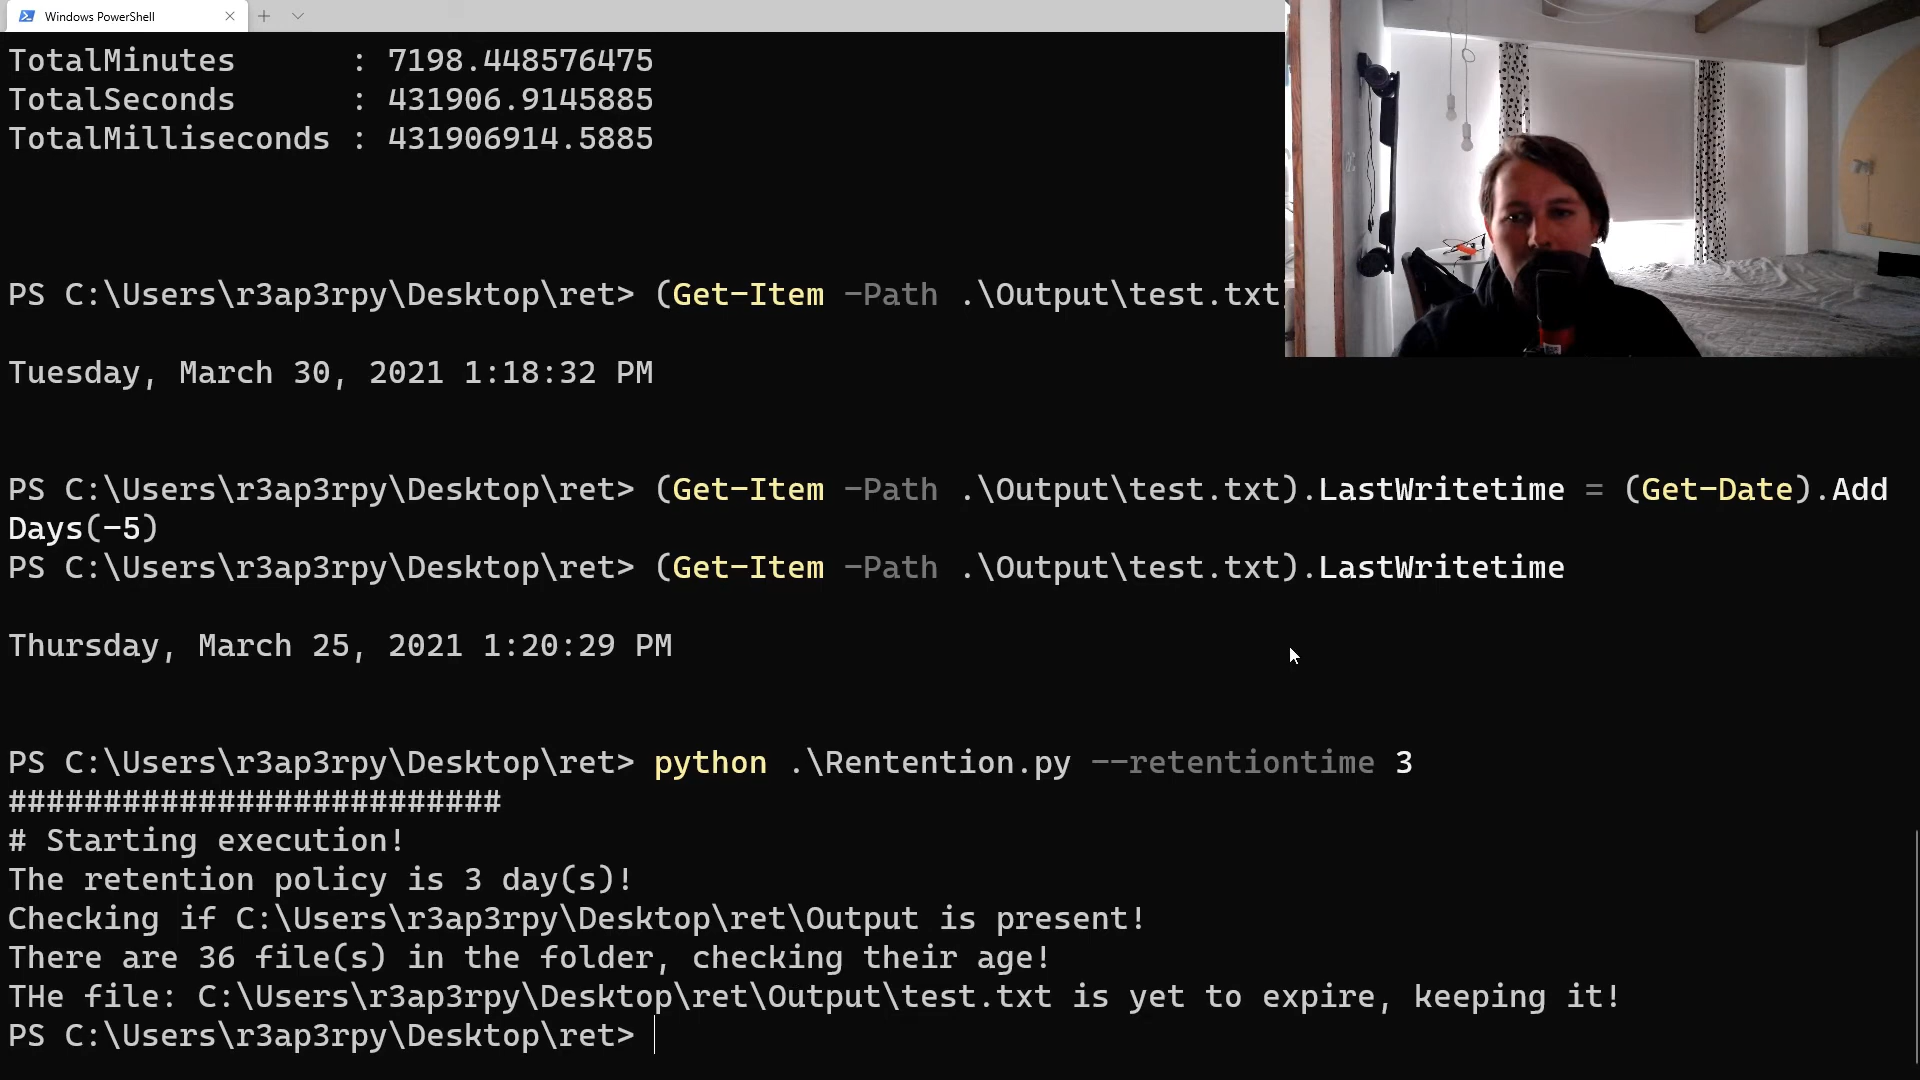 Windows PowerShell
TotalMinutes      : 7198.448576475
TotalSeconds      : 431906.9145885
TotalMilliseconds : 431906914.5885
PS C:\Users\r3ap3rpy\Desktop\ret> (Get-Item -Path .\Output\test.txt
Tuesday, March 30, 2021 1:18:32 PM
PS C:\Users\r3ap3rpy\Desktop\ret> (Get-Item -Path .\Output\test.txt).LastWritetime = (Get-Date).Add
Days(-5)
PS C:\Users\r3ap3rpy\Desktop\ret> (Get-Item -Path .\Output\test.txt).LastWritetime
Thursday, March 25, 2021 1:20:29 PM
PS C:\Users\r3ap3rpy\Desktop\ret> python .\Rentention.py --retentiontime 3
##########################
# Starting execution!
The retention policy is 3 day(s)!
Checking if C:\Users\r3ap3rpy\Desktop\ret\Output is present!
There are 36 file(s) in the folder, checking their age!
THe file: C:\Users\r3ap3rpy\Desktop\ret\Output\test.txt is yet to expire, keeping it!
PS C:\Users\r3ap3rpy\Desktop\ret>